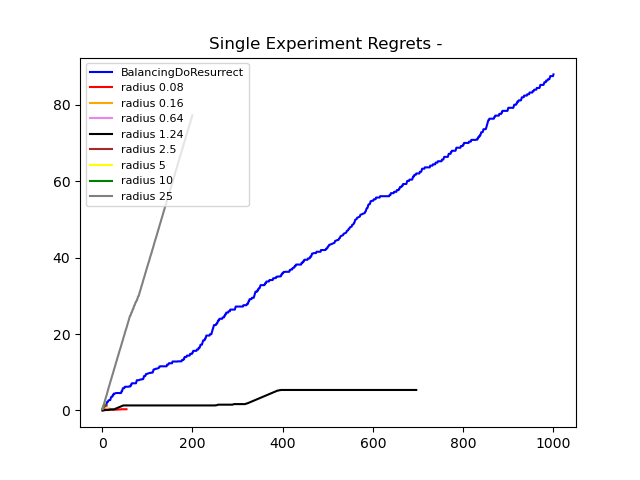 Single Experiment Regrets -
BalancingDoResurrect
radius 0.08
radius 0.16
radius 0.64
radius 1.24
radius 2.5
radius 5
radius 10
radius 25
80
60
40
20
0
0 200 400 600 800 1000